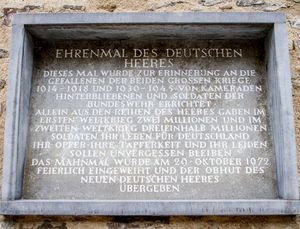 EHRENMAL DES DEUTSCHEN
HEERES
DIESES MAL WURDE ZUR ERINNERUNG AN DIE
GEFALLENEN DER BEIDEN GROSSEN KRIEGE
1914-1918 UND 1939-1945 VON KAMERADEN
HINTERBLIEBENEN UND SOLDATEN DER
BUNDESWEHR ERRICHTET
ALLEIN AUS DEN REIHEN DES HEERES GABEN IM
ERSTEN WELTKRIEG ZWEI MILLIONEN UND IM
ZWEITEN WELTKRIEG DREIEINHALB MILLIONEN
SOLDATEN IHR LEBEN FÜR DEUTSCHLAND
IHR OPFER IHRE TAPFERKEIT UND IHR LEIDEN
SOLLEN UNVERGESSEN BLEIBEN
DAS MAHNMAL WURDE AM 29·OKTOBER 1972
FEIERLICH EINGEWEIHT UND DER OBHUT DES
NEUEN DEUTSCHEN HEERES
ÜBERGEBEN